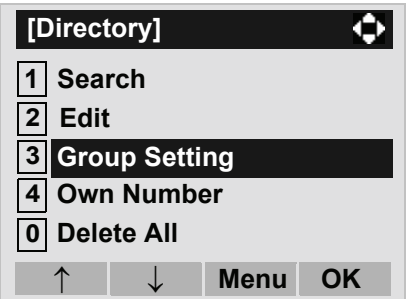 [Directory]
1 Search
2 Edit
3 Group Setting
4 Own Number
0 Delete All
↑ ↓ Menu OK